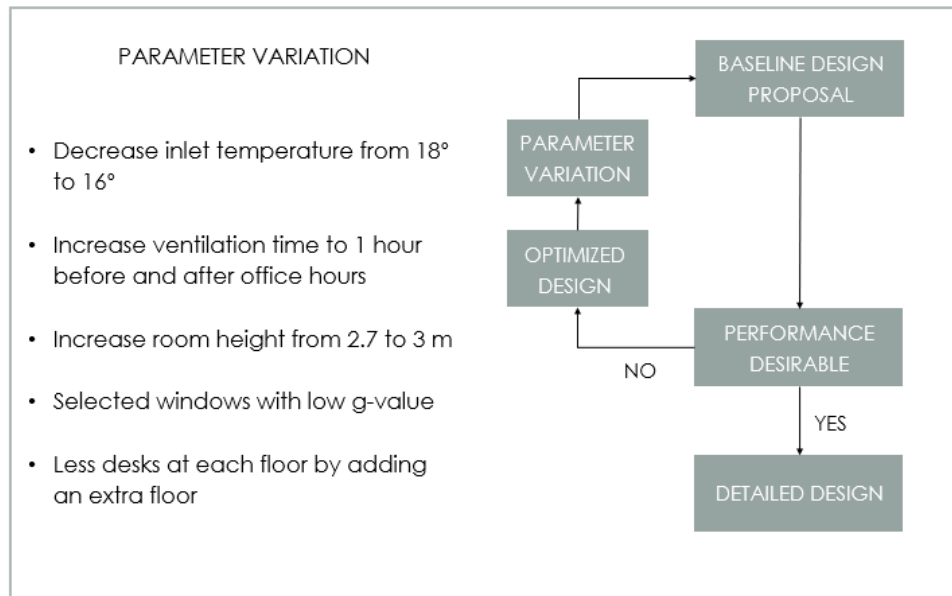 PARAMETER VARIATION
• Decrease inlet temperature from 18°
to 16°
• Increase ventilation time to 1 hour
before and after office hours
• Increase room height from 2.7 to 3 m
• Selected windows with low g-value
• Less desks at each floor by adding
an extra floor
BASELINE DESIGN
PROPOSAL
PARAMETER
VARIATION
OPTIMIZED
DESIGN
PERFORMANCE
DESIRABLE
NO
YES
DETAILED DESIGN